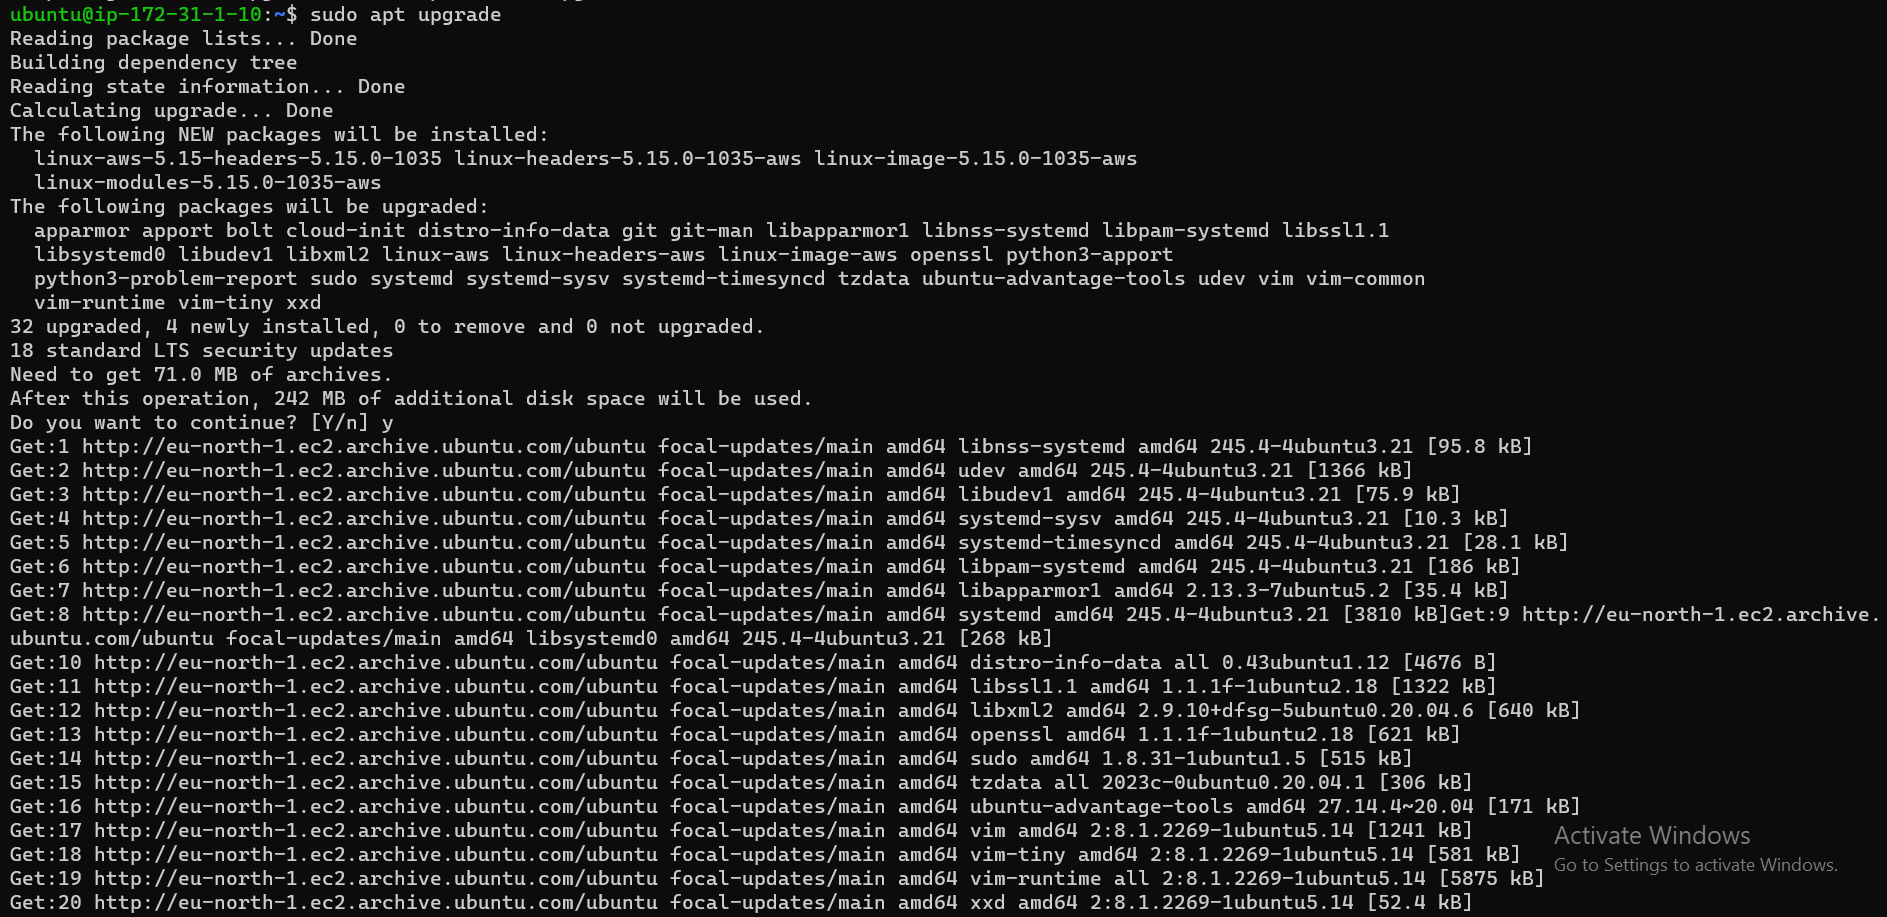 ubuntu@ip-172-31-1-10:~$ sudo apt upgrade
Reading package lists... Done
Building dependency tree
Reading state information... Done
Calculating upgrade... Done
The following NEW packages will be installed:
  linux-aws-5.15-headers-5.15.0-1035 linux-headers-5.15.0-1035-aws linux-image-5.15.0-1035-aws
  linux-modules-5.15.0-1035-aws
The following packages will be upgraded:
  apparmor apport bolt cloud-init distro-info-data git git-man libapparmor1 libnss-systemd libpam-systemd libssl1.1
  libsystemd0 libudev1 libxml2 linux-aws linux-headers-aws linux-image-aws openssl python3-apport
  python3-problem-report sudo systemd systemd-sysv systemd-timesyncd tzdata ubuntu-advantage-tools udev vim vim-common
  vim-runtime vim-tiny xxd
32 upgraded, 4 newly installed, 0 to remove and 0 not upgraded.
18 standard LTS security updates
Need to get 71.0 MB of archives.
After this operation, 242 MB of additional disk space will be used.
Do you want to continue? [Y/n] y
Get:1 http://eu-north-1.ec2.archive.ubuntu.com/ubuntu focal-updates/main amd64 libnss-systemd amd64 245.4-4ubuntu3.21 [95.8 kB]
Get:2 http://eu-north-1.ec2.archive.ubuntu.com/ubuntu focal-updates/main amd64 udev amd64 245.4-4ubuntu3.21 [1366 kB]
Get:3 http://eu-north-1.ec2.archive.ubuntu.com/ubuntu focal-updates/main amd64 libudev1 amd64 245.4-4ubuntu3.21 [75.9 kB]
Get:4 http://eu-north-1.ec2.archive.ubuntu.com/ubuntu focal-updates/main amd64 systemd-sysv amd64 245.4-4ubuntu3.21 [10.3 kB]
Get:5 http://eu-north-1.ec2.archive.ubuntu.com/ubuntu focal-updates/main amd64 systemd-timesyncd amd64 245.4-4ubuntu3.21 [28.1 kB]
Get:6 http://eu-north-1.ec2.archive.ubuntu.com/ubuntu focal-updates/main amd64 libpam-systemd amd64 245.4-4ubuntu3.21 [186 kB]
Get:7 http://eu-north-1.ec2.archive.ubuntu.com/ubuntu focal-updates/main amd64 libapparmor1 amd64 2.13.3-7ubuntu5.2 [35.4 kB]
Get:8 http://eu-north-1.ec2.archive.ubuntu.com/ubuntu focal-updates/main amd64 systemd amd64 245.4-4ubuntu3.21 [3810 kB]Get:9 http://eu-north-1.ec2.archive.
ubuntu.com/ubuntu focal-updates/main amd64 libsystemd0 amd64 245.4-4ubuntu3.21 [268 kB]
Get:10 http://eu-north-1.ec2.archive.ubuntu.com/ubuntu focal-updates/main amd64 distro-info-data all 0.43ubuntu1.12 [4676 B]
Get:11 http://eu-north-1.ec2.archive.ubuntu.com/ubuntu focal-updates/main amd64 libssl1.1 amd64 1.1.1f-1ubuntu2.18 [1322 kB]
Get:12 http://eu-north-1.ec2.archive.ubuntu.com/ubuntu focal-updates/main amd64 libxml2 amd64 2.9.10+dfsg-5ubuntu0.20.04.6 [640 kB]
Get:13 http://eu-north-1.ec2.archive.ubuntu.com/ubuntu focal-updates/main amd64 openssl amd64 1.1.1f-1ubuntu2.18 [621 kB]
Get:14 http://eu-north-1.ec2.archive.ubuntu.com/ubuntu focal-updates/main amd64 sudo amd64 1.8.31-1ubuntu1.5 [515 kB]
Get:15 http://eu-north-1.ec2.archive.ubuntu.com/ubuntu focal-updates/main amd64 tzdata all 2023c-0ubuntu0.20.04.1 [306 kB]
Get:16 http://eu-north-1.ec2.archive.ubuntu.com/ubuntu focal-updates/main amd64 ubuntu-advantage-tools amd64 27.14.4~20.04 [171 kB]
Get:17 http://eu-north-1.ec2.archive.ubuntu.com/ubuntu focal-updates/main amd64 vim amd64 2:8.1.2269-1ubuntu5.14 [1241 kB]
Get:18 http://eu-north-1.ec2.archive.ubuntu.com/ubuntu focal-updates/main amd64 vim-tiny amd64 2:8.1.2269-1ubuntu5.14 [581 kB]
Get:19 http://eu-north-1.ec2.archive.ubuntu.com/ubuntu focal-updates/main amd64 vim-runtime all 2:8.1.2269-1ubuntu5.14 [5875 kB]
Get:20 http://eu-north-1.ec2.archive.ubuntu.com/ubuntu focal-updates/main amd64 xxd amd64 2:8.1.2269-1ubuntu5.14 [52.4 kB]
Activate Windows
Go to Settings to activate Windows.